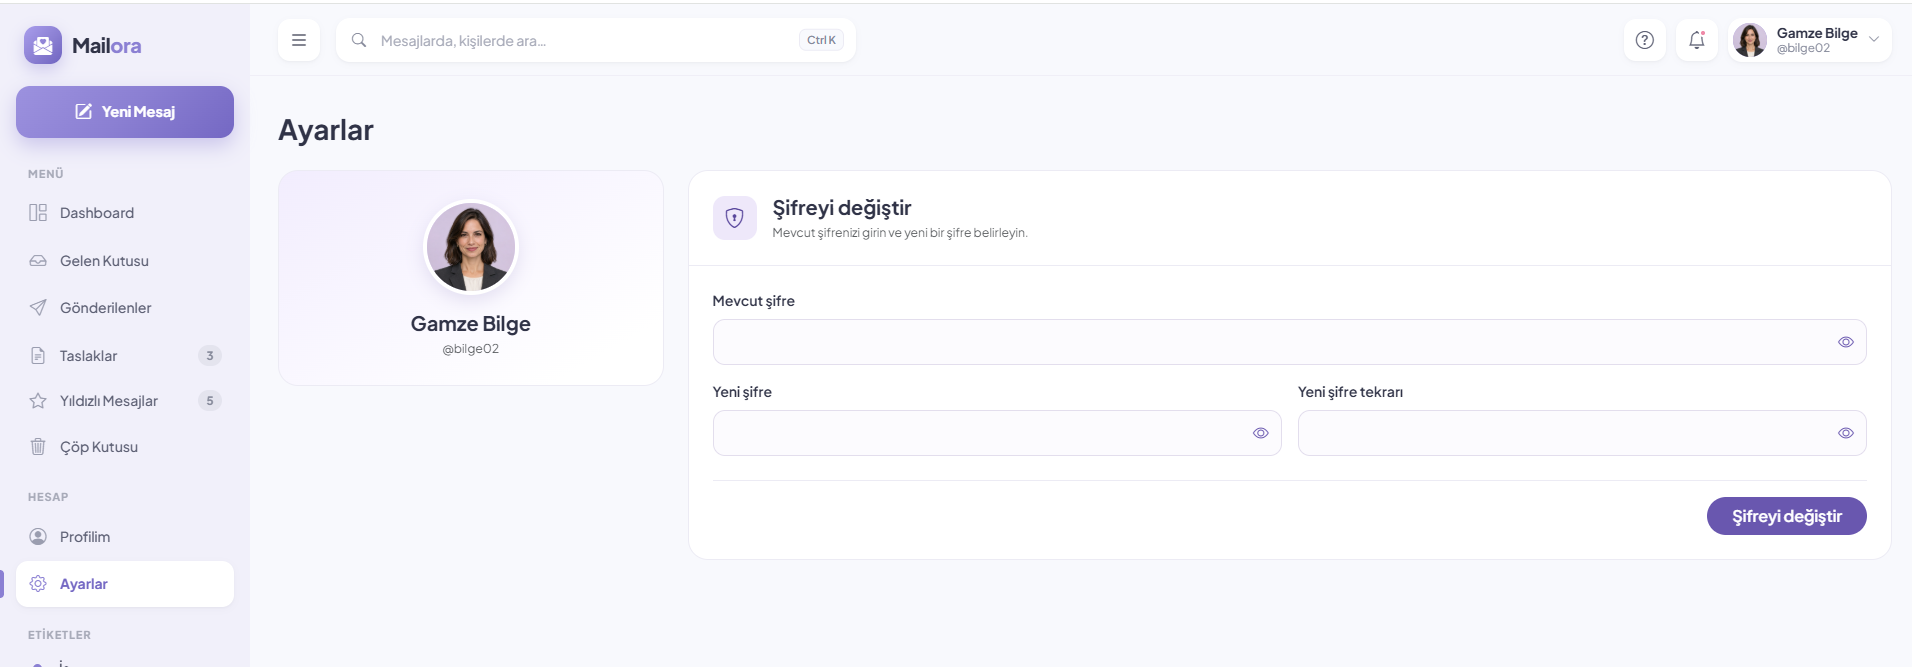 Mailora
Yeni Mesaj
MENÜ
Dashboard
Gelen Kutusu
Gönderilenler
Taslaklar 3
Yıldızlı Mesajlar 5
Çöp Kutusu
HESAP
Profilim
Ayarlar
ETİKETLER
Mesajlarda, kişilerde ara... Ctrl K
Gamze Bilge
@bilge02
Ayarlar
Gamze Bilge
@bilge02
Şifreyi değiştir
Mevcut şifrenizi girin ve yeni bir şifre belirleyin.
Mevcut şifre
Yeni şifre
Yeni şifre tekrarı
Şifreyi değiştir